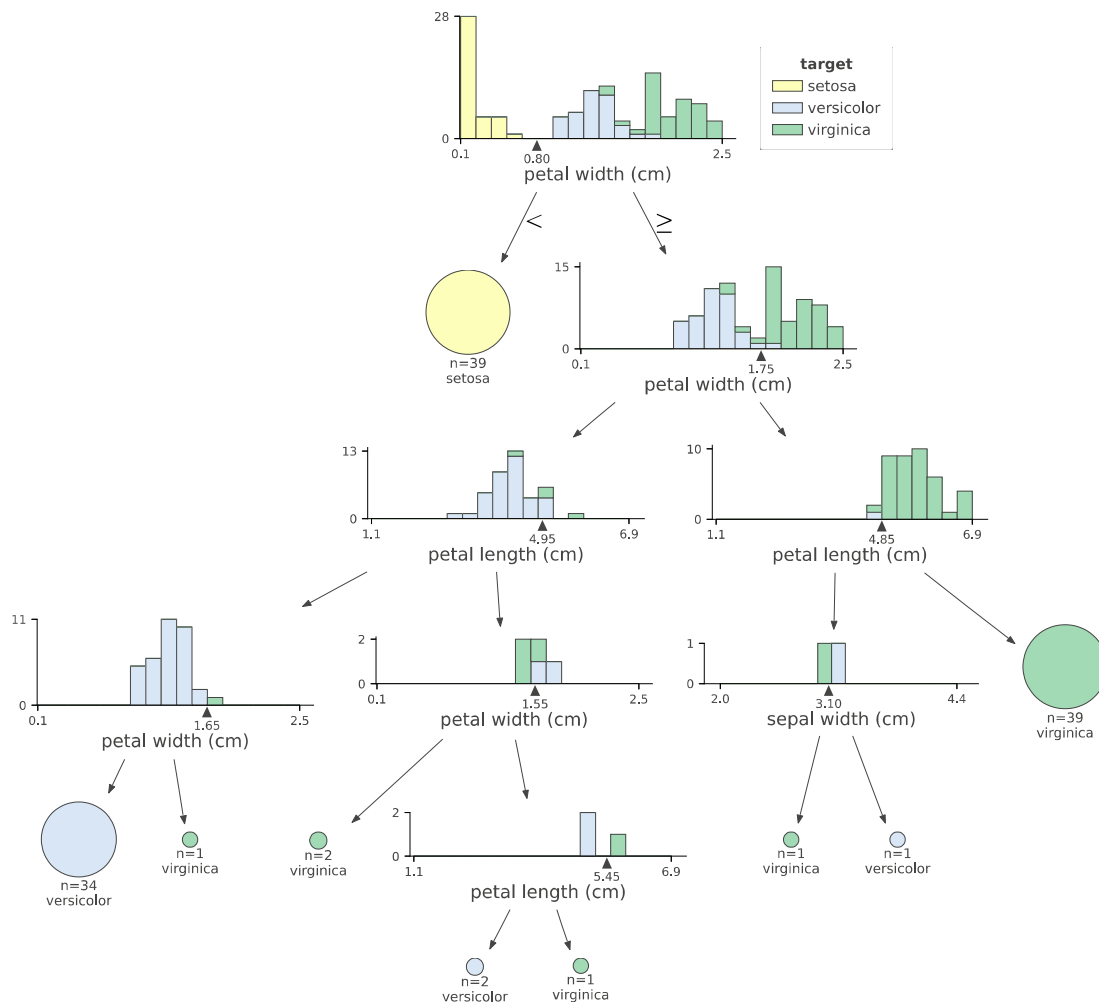 28
0
0.1
0.80
2.5
petal width (cm)
target
setosa
versicolor
virginica
<
≥
n=39
setosa
15
0
0.1
1.75
2.5
petal width (cm)
13
0
1.1
4.95
6.9
petal length (cm)
10
0
1.1
4.85
6.9
petal length (cm)
11
0
0.1
1.65
2.5
petal width (cm)
2
0
0.1
1.55
2.5
petal width (cm)
1
0
2.0
3.10
4.4
sepal width (cm)
n=39
virginica
n=34
versicolor
n=1
virginica
n=2
virginica
2
0
1.1
5.45
6.9
petal length (cm)
n=1
virginica
n=1
versicolor
n=2
versicolor
n=1
virginica